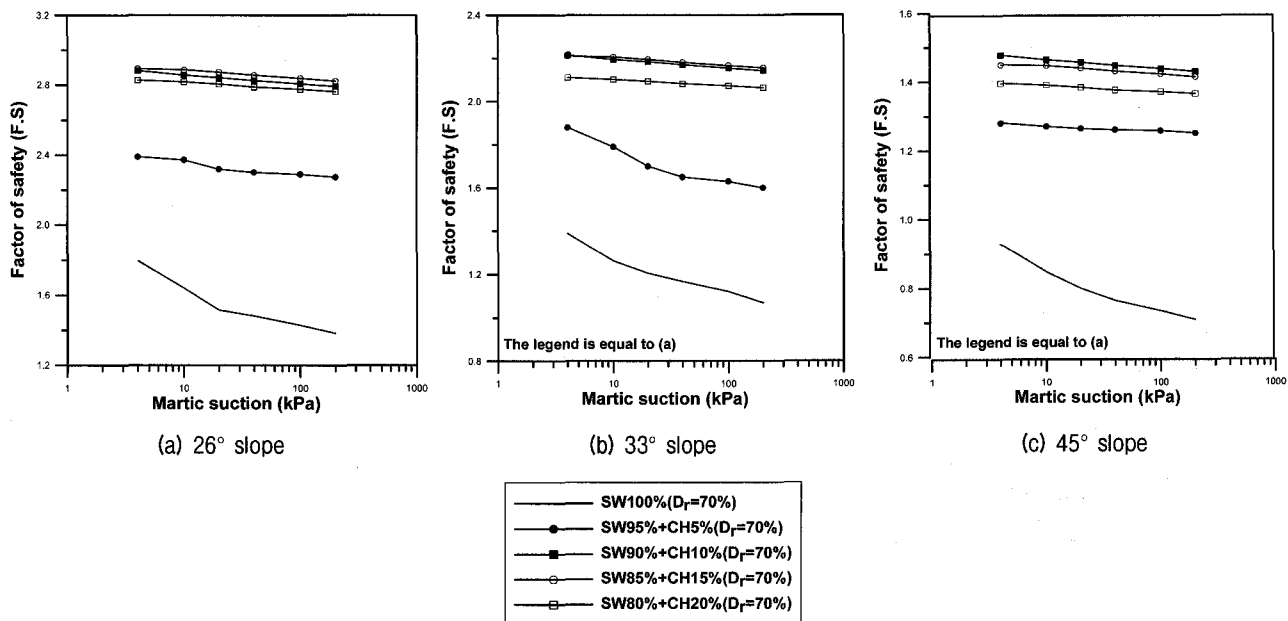 3.2
2.8
2.4
2.0
1.6
1.2
Factor of safety (F.S)
1 10 100 1000
Martic suction (kPa)
(a) 26° slope
2.4
2.0
1.6
1.2
0.8
Factor of safety (F.S)
The legend is equal to (a)
1 10 100 1000
Martic suction (kPa)
(b) 33° slope
1.6
1.4
1.2
1.0
0.8
0.6
Factor of safety (F.S)
The legend is equal to (a)
1 10 100 1000
Martic suction (kPa)
(c) 45° slope
SW100%(Dr=70%)
SW95%+CH5%(Dr=70%)
SW90%+CH10%(Dr=70%)
SW85%+CH15%(Dr=70%)
SW80%+CH20%(Dr=70%)